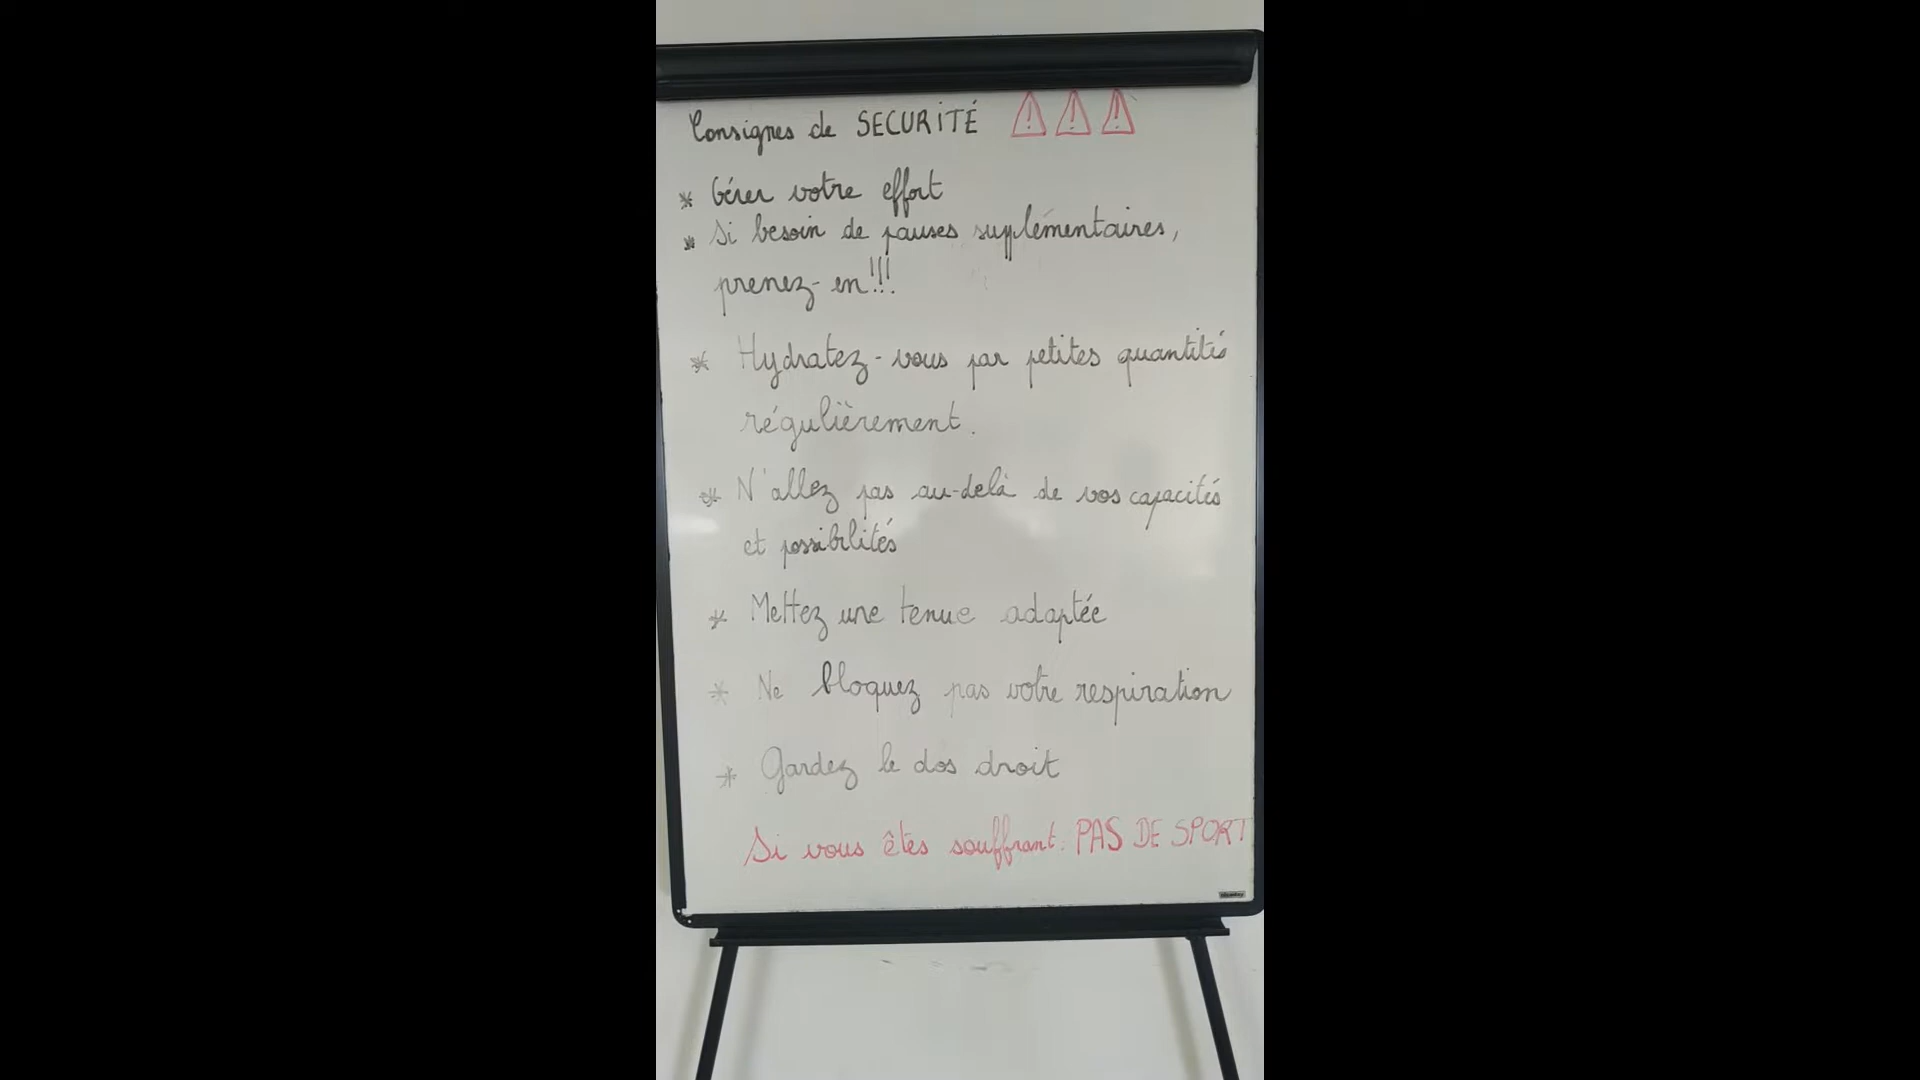 Consignes de SECURITÉ
* Gérer votre effort
* Si besoin de pauses supplémentaires,
prenez-en!!!
* Hydratez-vous par petites quantités
régulièrement.
* N'allez pas au-delà de vos capacités
et possibilités
* Mettez une tenue adaptée
* Ne bloquez pas votre respiration
* Gardez le dos droit
Si vous êtes souffrant: PAS DE SPORT